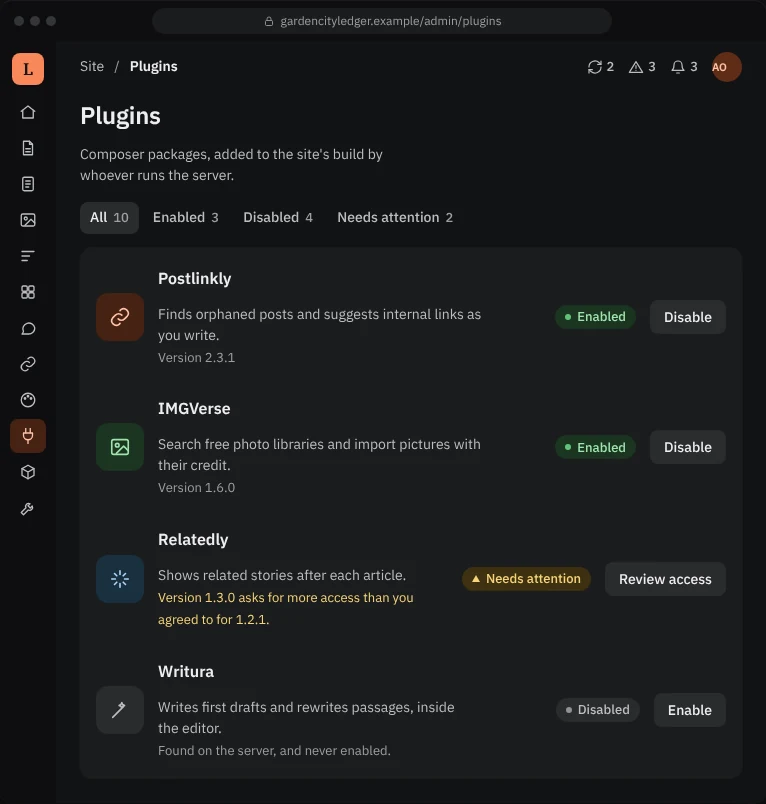 gardencityledger.example/admin/plugins
L
Site / Plugins
2
3
3
AO
Plugins
Composer packages, added to the site's build by
whoever runs the server.
All 10
Enabled 3
Disabled 4
Needs attention 2
Postlinkly
Finds orphaned posts and suggests internal links as
you write.
Version 2.3.1
Enabled
Disable
IMGVerse
Search free photo libraries and import pictures with
their credit.
Version 1.6.0
Enabled
Disable
Relatedly
Shows related stories after each article.
Version 1.3.0 asks for more access than you
agreed to for 1.2.1.
Needs attention
Review access
Writura
Writes first drafts and rewrites passages, inside
the editor.
Found on the server, and never enabled.
Disabled
Enable